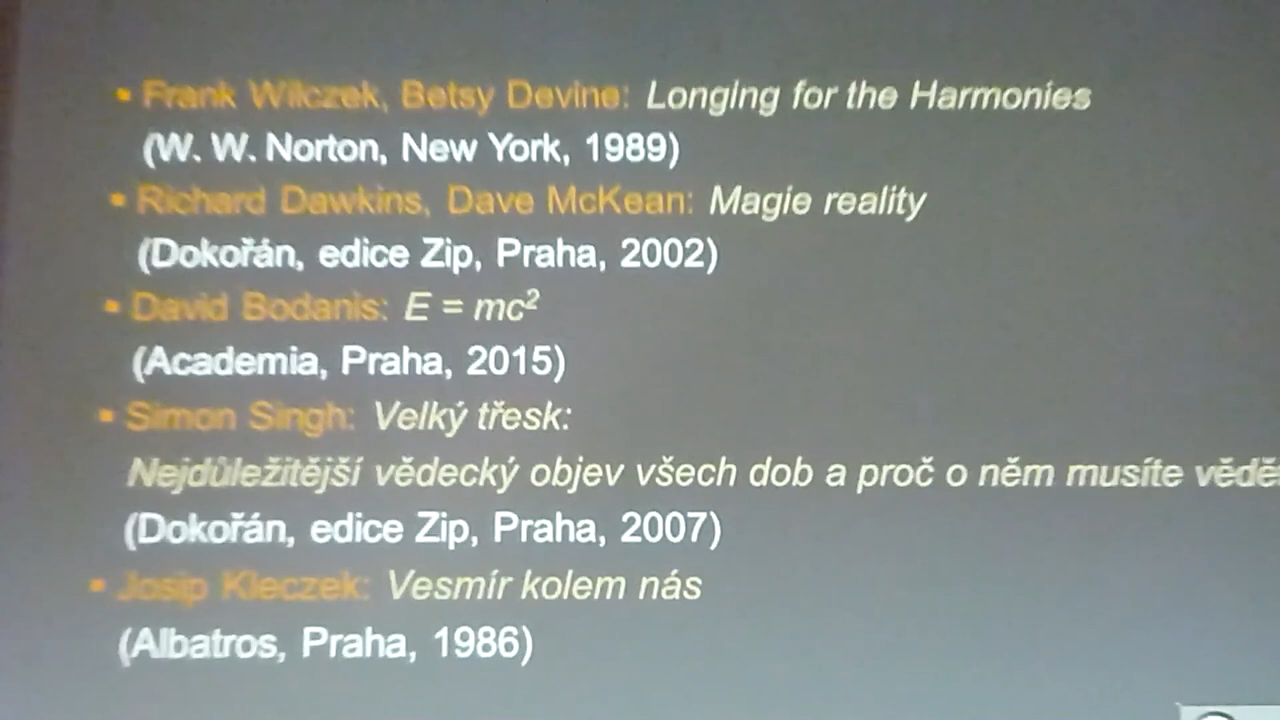 ▪ Frank Wilczek, Betsy Devine: Longing for the Harmonies
(W. W. Norton, New York, 1989)
▪ Richard Dawkins, Dave McKean: Magie reality
(Dokořán, edice Zip, Praha, 2002)
▪ David Bodanis: E = mc²
(Academia, Praha, 2015)
▪ Simon Singh: Velký třesk:
Nejdůležitější vědecký objev všech dob a proč o něm musíte vědě
(Dokořán, edice Zip, Praha, 2007)
▪ Josip Kleczek: Vesmír kolem nás
(Albatros, Praha, 1986)